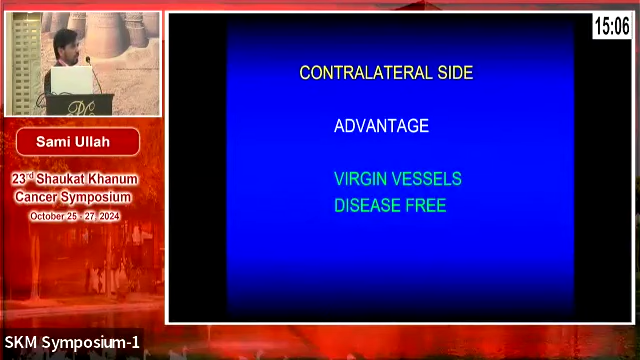 15:06
CONTRALATERAL SIDE
ADVANTAGE
VIRGIN VESSELS
DISEASE FREE
PC
Sami Ullah
23rd Shaukat Khanum
Cancer Symposium
October 25 - 27, 2024
SKM Symposium-1